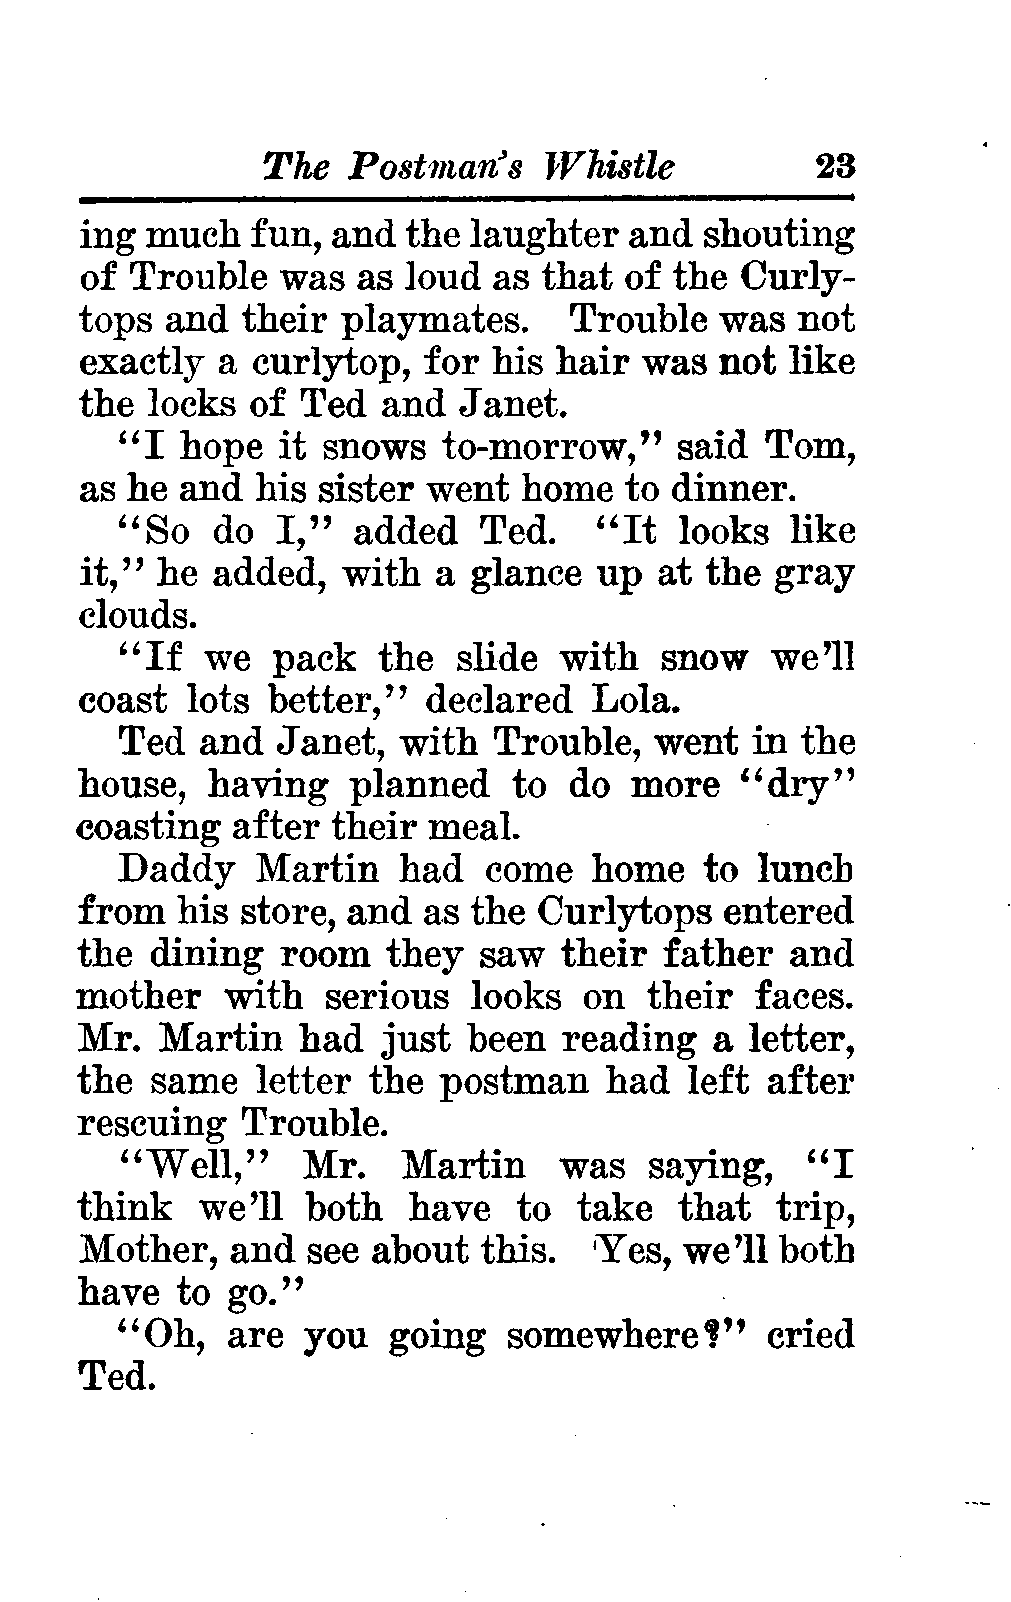 The Postman's Whistle 23
ing much fun, and the laughter and shouting
of Trouble was as loud as that of the Curly-
tops and their playmates. Trouble was not
exactly a curlytop, for his hair was not like
the locks of Ted and Janet.
"I hope it snows to-morrow," said Tom,
as he and his sister went home to dinner.
"So do I," added Ted. "It looks like
it," he added, with a glance up at the gray
clouds.
"If we pack the slide with snow we'll
coast lots better," declared Lola.
Ted and Janet, with Trouble, went in the
house, having planned to do more "dry"
coasting after their meal.
Daddy Martin had come home to lunch
from his store, and as the Curlytops entered
the dining room they saw their father and
mother with serious looks on their faces.
Mr. Martin had just been reading a letter,
the same letter the postman had left after
rescuing Trouble.
"Well," Mr. Martin was saying, "I
think we'll both have to take that trip,
Mother, and see about this. Yes, we'll both
have to go."
"Oh, are you going somewhere?" cried
Ted.